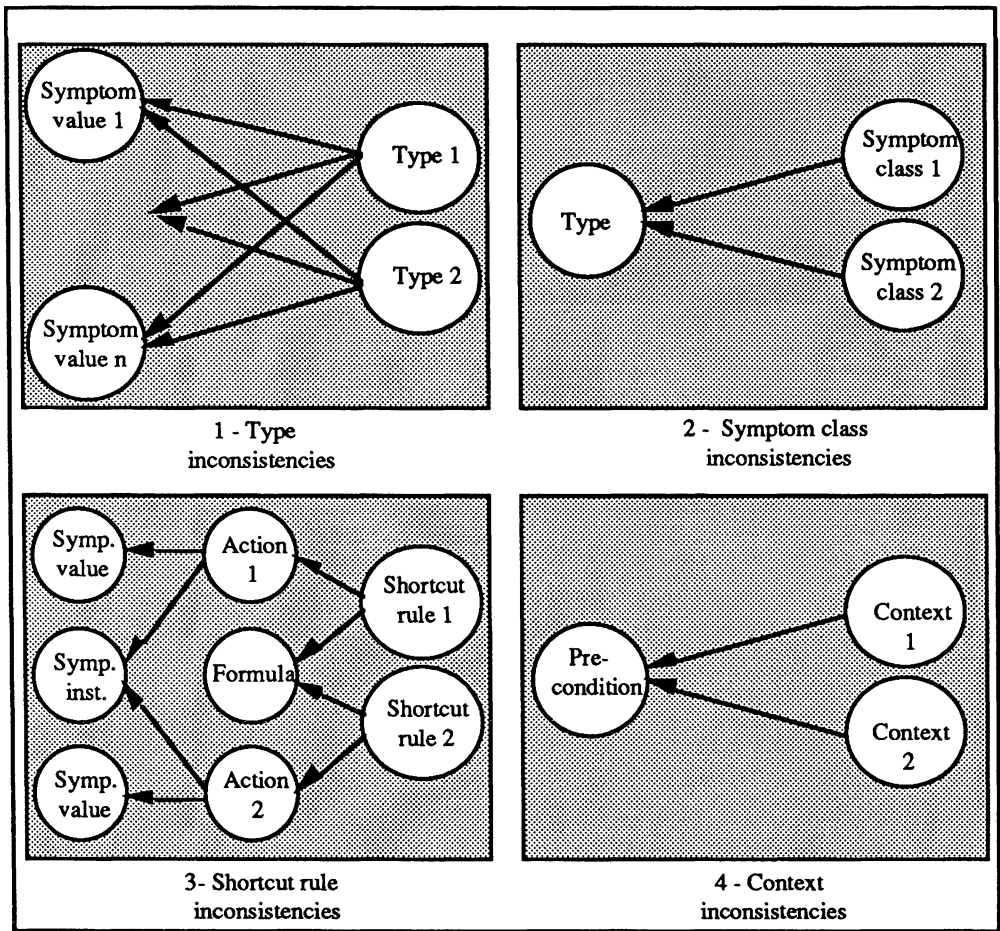 Symptom
value 1
Type 1
Type 2
Symptom
value n
1 - Type
inconsistencies
Symptom
class 1
Type
Symptom
class 2
2 - Symptom class
inconsistencies
Symp.
value
Action
1
Shortcut
rule 1
Symp.
inst.
Formula
Shortcut
rule 2
Symp.
value
Action
2
3- Shortcut rule
inconsistencies
Context
1
Pre-
condition
Context
2
4 - Context
inconsistencies